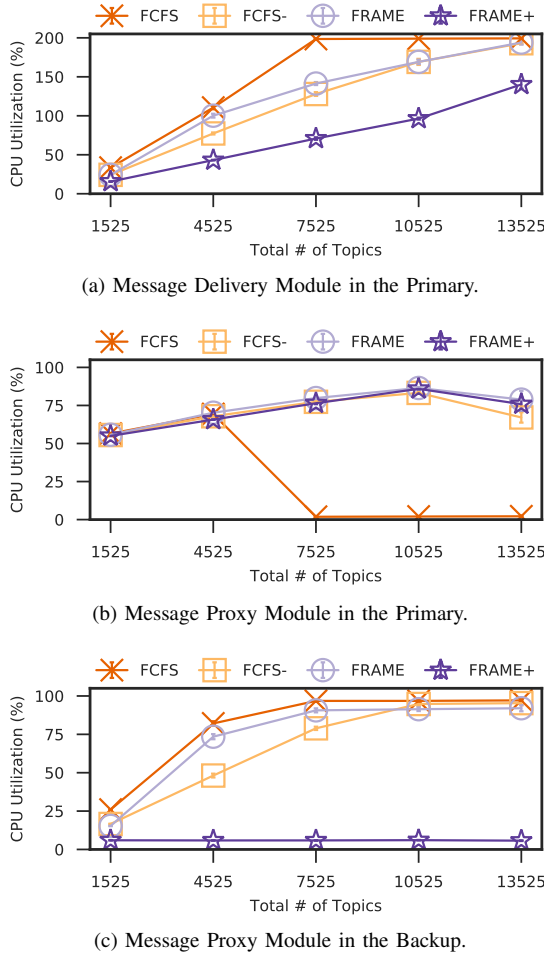 FCFS FCFS- FRAME FRAME+
200
150
100
50
0
CPU Utilization (%)
1525 4525 7525 10525 13525
Total # of Topics
(a) Message Delivery Module in the Primary.
FCFS FCFS- FRAME FRAME+
100
75
50
25
0
CPU Utilization (%)
1525 4525 7525 10525 13525
Total # of Topics
(b) Message Proxy Module in the Primary.
FCFS FCFS- FRAME FRAME+
100
75
50
25
0
CPU Utilization (%)
1525 4525 7525 10525 13525
Total # of Topics
(c) Message Proxy Module in the Backup.